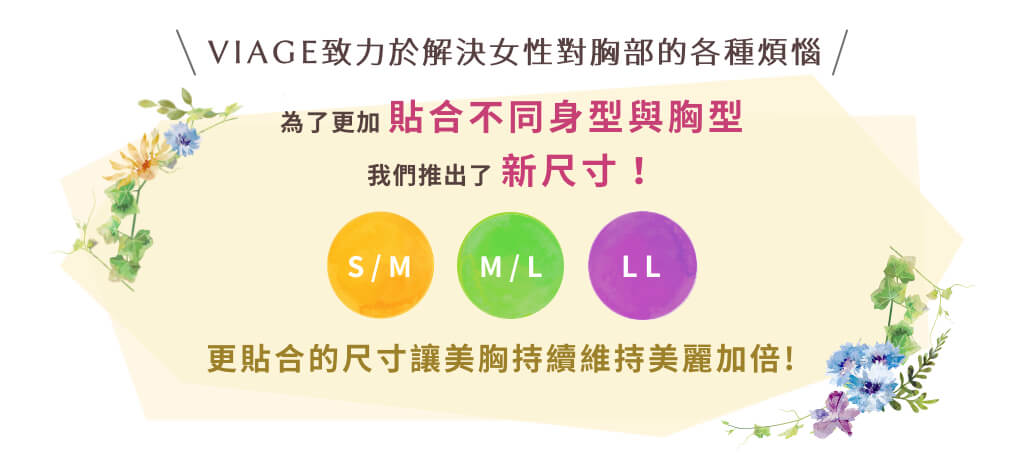 VIAGE致力於解決女性對胸部的各種煩惱
為了更加 貼合不同身型與胸型
我們推出了 新尺寸！
S/M M/L LL
更貼合的尺寸讓美胸持續維持美麗加倍!